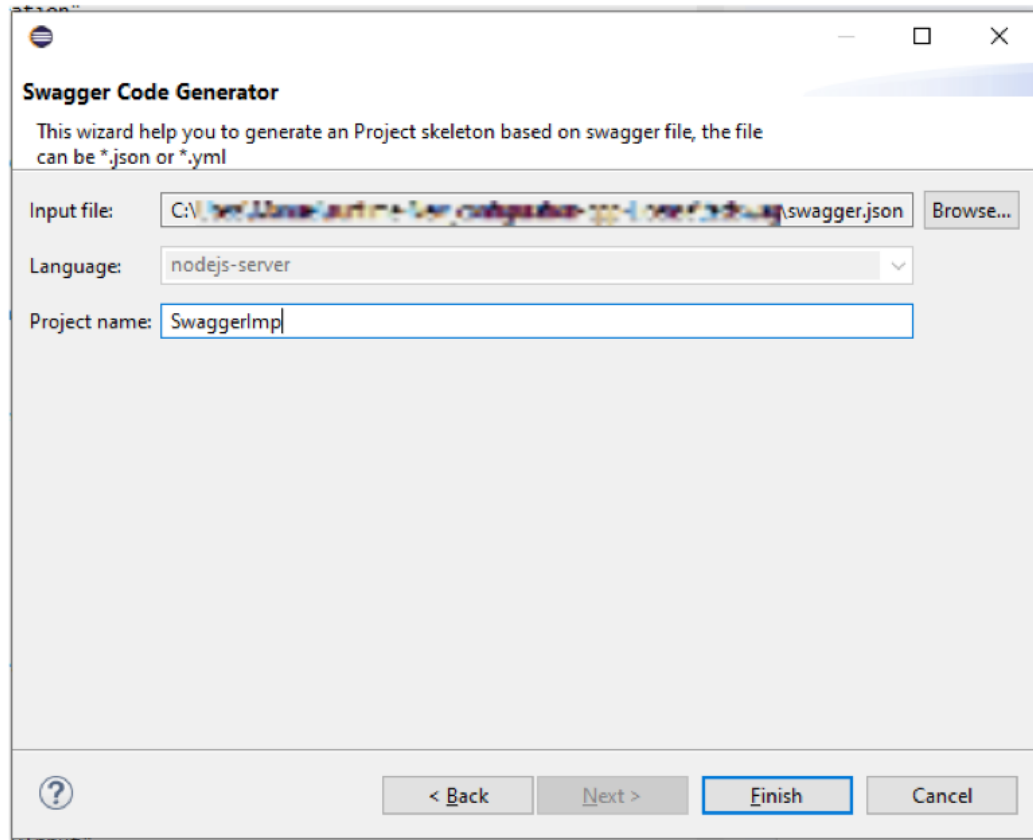 ation"
Swagger Code Generator
This wizard help you to generate an Project skeleton based on swagger file, the file
can be *.json or *.yml
Input file: C:\ \swagger.json Browse...
Language: nodejs-server
Project name: SwaggerImp
< Back Next > Finish Cancel